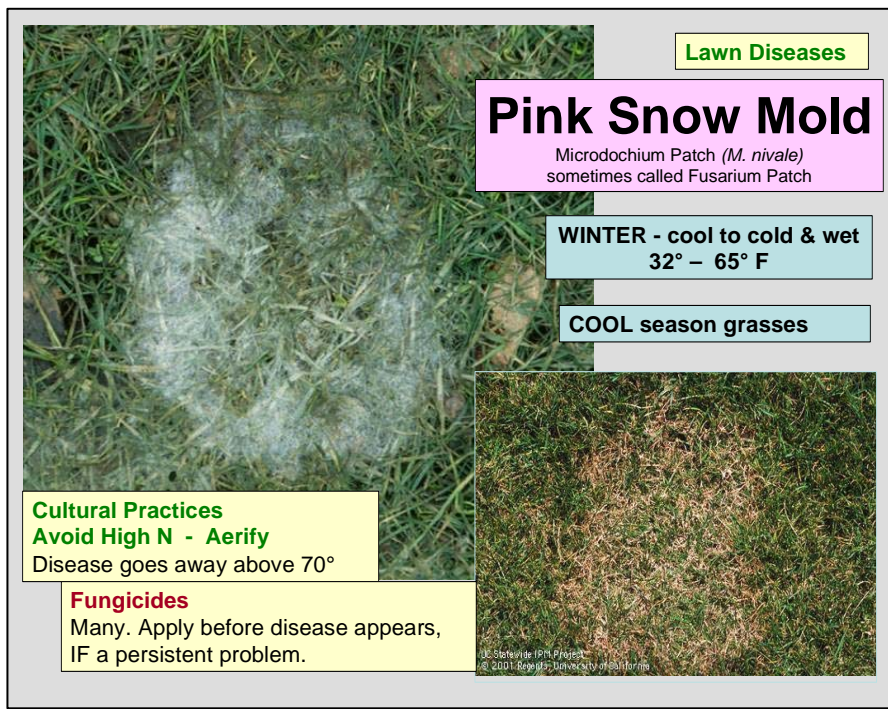 Lawn Diseases
Pink Snow Mold
Microdochium Patch (M. nivale)
sometimes called Fusarium Patch
WINTER - cool to cold & wet
32° – 65° F
COOL season grasses
Cultural Practices
Avoid High N - Aerify
Disease goes away above 70°
Fungicides
Many. Apply before disease appears,
IF a persistent problem.
UC Statewide IPM Project
© 2001 Regents, University of California